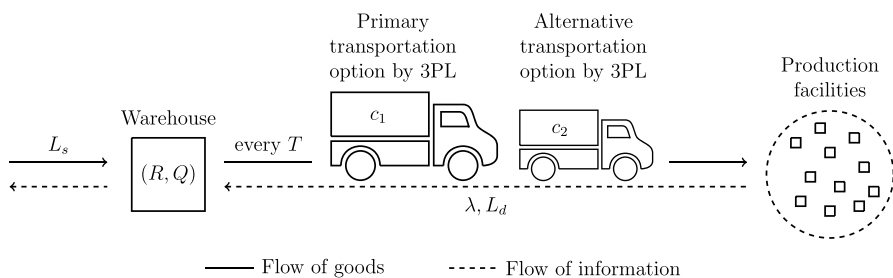 Primary
transportation
option by 3PL
Alternative
transportation
option by 3PL
Production
facilities
Warehouse
L_s
(R, Q)
every T
c_1
c_2
λ, L_d
Flow of goods
Flow of information